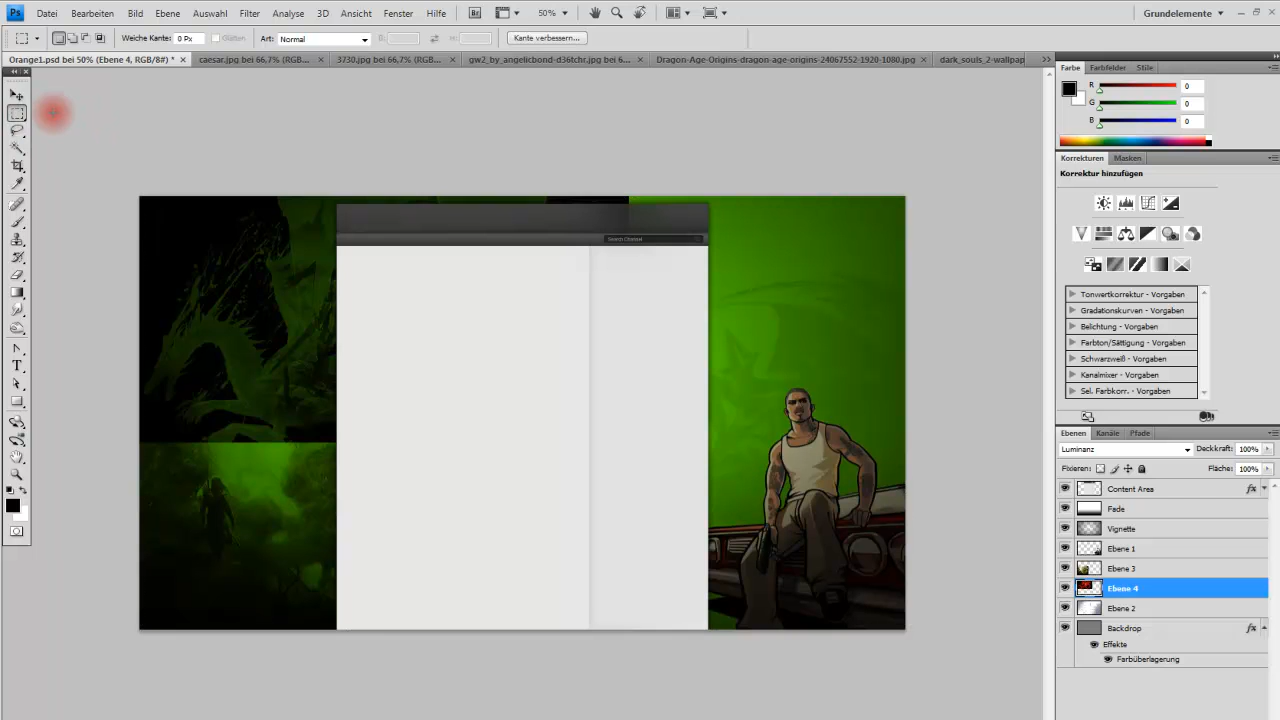 Ps Datei Bearbeiten Bild Ebene Auswahl Filter Analyse 3D Ansicht Fenster Hilfe Br 50% Grundelemente
Weiche Kante: 0 Px Glätten Art: Normal B: H: Kante verbessern...
Orange1.psd bei 50% (Ebene 4, RGB/8#) * × caesar.jpg bei 66,7% (RGB... × 3730.jpg bei 66,7% (RGB... × gw2_by_angelicbond-d36tchr.jpg bei 6... × Dragon-Age-Origins-dragon-age-origins-24067552-1920-1080.jpg × dark_souls_2-wallpap
Farbe Farbfelder Stile
R 0
G 0
B 0
Korrekturen Masken
Korrektur hinzufügen
Search Channel
Tonwertkorrektur - Vorgaben
Gradationskurven - Vorgaben
Belichtung - Vorgaben
Farbton/Sättigung - Vorgaben
Schwarzweiß - Vorgaben
Kanalmixer - Vorgaben
Sel. Farbkorr. - Vorgaben
Ebenen Kanäle Pfade
Luminanz Deckkraft: 100%
Fixieren: Fläche: 100%
Content Area fx
Fade
Vignette
Ebene 1
Ebene 3
Ebene 4
Ebene 2
Backdrop fx
Effekte
Farbüberlagerung